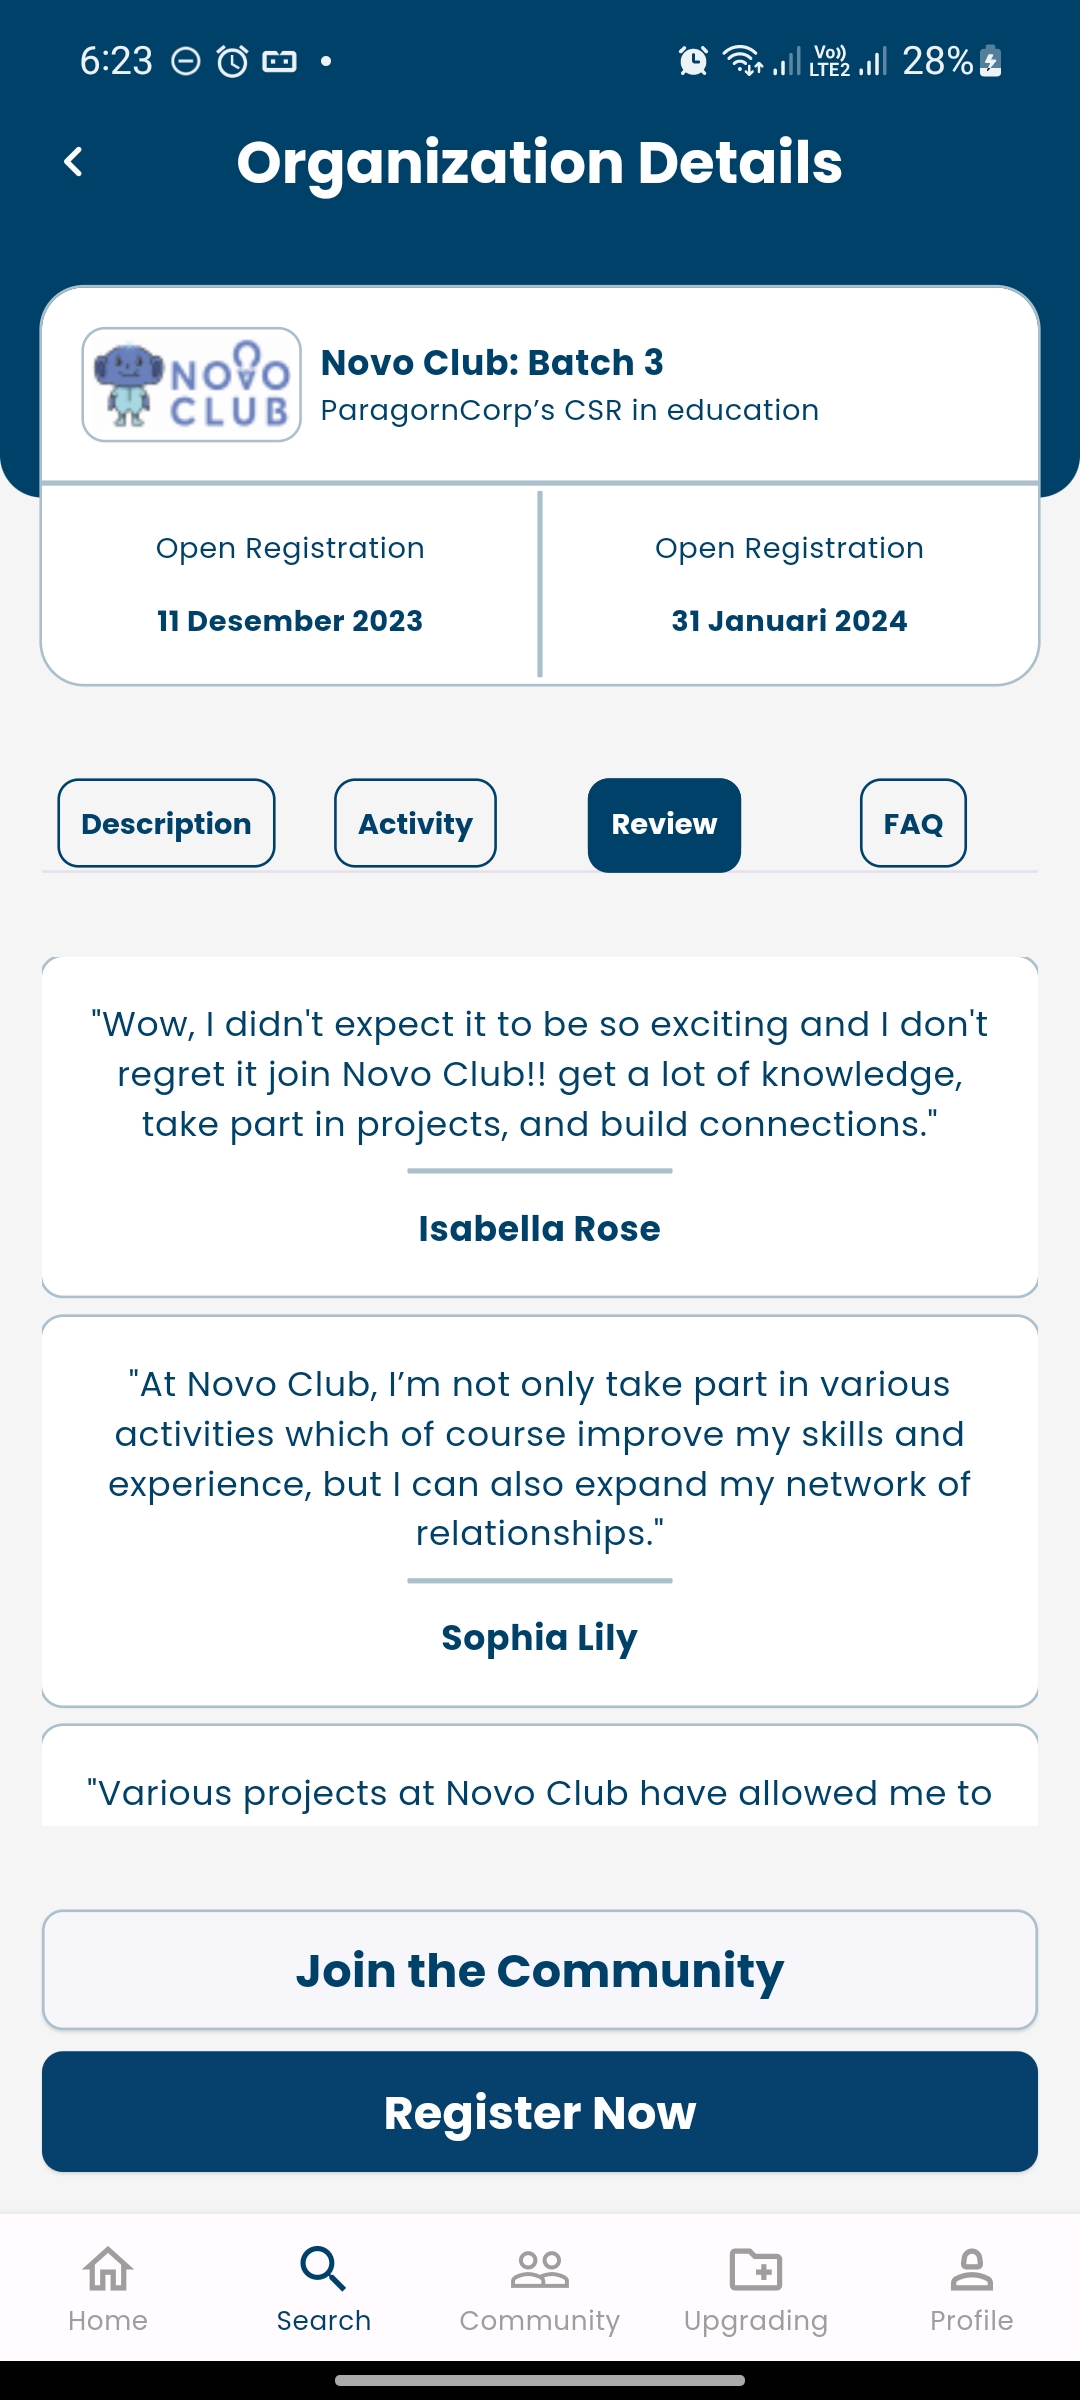 6:23
Vo))
LTE2
28%
Organization Details
NOVO
CLUB
Novo Club: Batch 3
ParagornCorp’s CSR in education
Open Registration
11 Desember 2023
Open Registration
31 Januari 2024
Description
Activity
Review
FAQ
"Wow, I didn't expect it to be so exciting and I don't
regret it join Novo Club!! get a lot of knowledge,
take part in projects, and build connections."
Isabella Rose
"At Novo Club, I’m not only take part in various
activities which of course improve my skills and
experience, but I can also expand my network of
relationships."
Sophia Lily
"Various projects at Novo Club have allowed me to
Join the Community
Register Now
Home
Search
Community
Upgrading
Profile